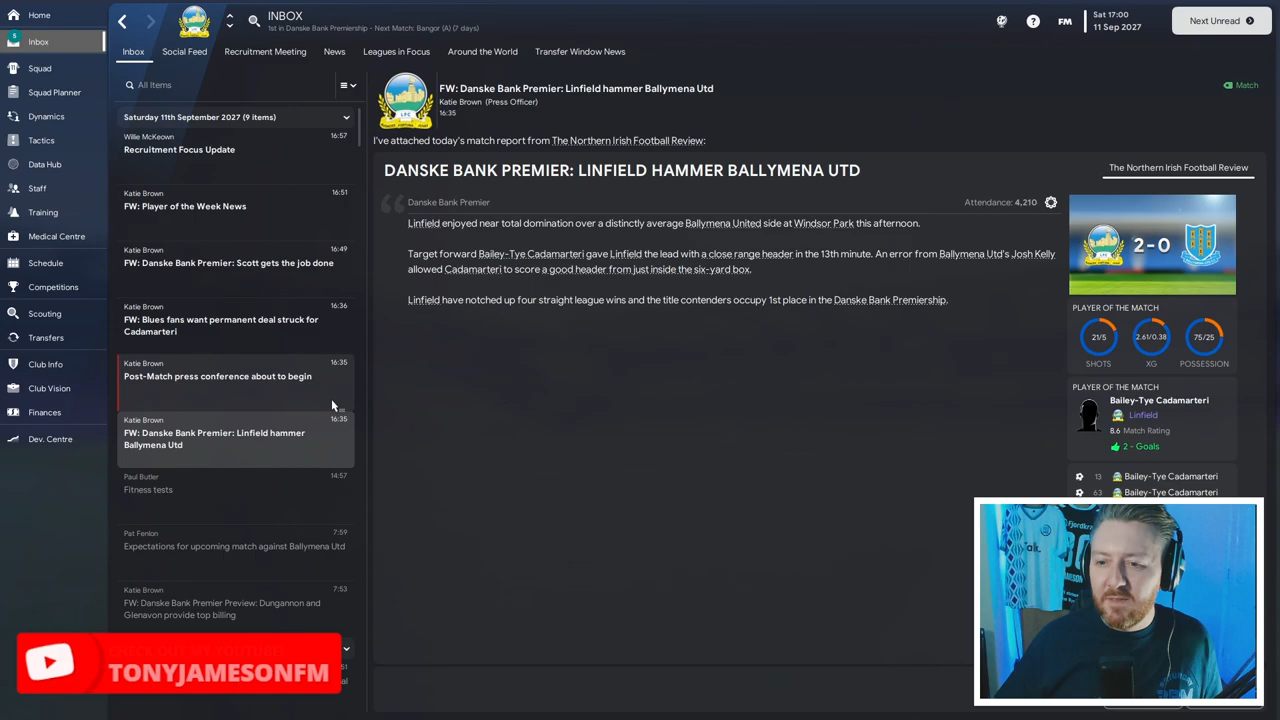 Home
INBOX
1st in Danske Bank Premiership - Next Match: Bangor (A) (7 days)
FM
Sat 17:00
11 Sep 2027
Next Unread
5
Inbox
Squad
Squad Planner
Dynamics
Tactics
Data Hub
Staff
Training
Medical Centre
Schedule
Competitions
Scouting
Transfers
Club Info
Club Vision
Finances
Dev. Centre
Inbox
Social Feed
Recruitment Meeting
News
Leagues in Focus
Around the World
Transfer Window News
All Items
Saturday 11th September 2027 (9 items)
Willie McKeown
16:57
Recruitment Focus Update
Katie Brown
16:51
FW: Player of the Week News
Katie Brown
16:49
FW: Danske Bank Premier: Scott gets the job done
Katie Brown
16:36
FW: Blues fans want permanent deal struck for
Cadamarteri
Katie Brown
16:35
Post-Match press conference about to begin
Katie Brown
16:35
FW: Danske Bank Premier: Linfield hammer
Ballymena Utd
Paul Butler
14:57
Fitness tests
Pat Fenlon
7:59
Expectations for upcoming match against Ballymena Utd
Katie Brown
7:53
FW: Danske Bank Premier Preview: Dungannon and
Glenavon provide top billing
TONYJAMESONFM
FW: Danske Bank Premier: Linfield hammer Ballymena Utd
Katie Brown (Press Officer)
16:35
Match
I've attached today's match report from The Northern Irish Football Review:
DANSKE BANK PREMIER: LINFIELD HAMMER BALLYMENA UTD
The Northern Irish Football Review
Danske Bank Premier
Attendance: 4,210
Linfield enjoyed near total domination over a distinctly average Ballymena United side at Windsor Park this afternoon.
Target forward Bailey-Tye Cadamarteri gave Linfield the lead with a close range header in the 13th minute. An error from Ballymena Utd's Josh Kelly
allowed Cadamarteri to score a good header from just inside the six-yard box.
Linfield have notched up four straight league wins and the title contenders occupy 1st place in the Danske Bank Premiership.
LFC
2-0
PLAYER OF THE MATCH
21/5
2.61/0.38
75/25
SHOTS
XG
POSSESSION
PLAYER OF THE MATCH
Bailey-Tye Cadamarteri
Linfield
8.6 Match Rating
2 - Goals
13 Bailey-Tye Cadamarteri
63 Bailey-Tye Cadamarteri